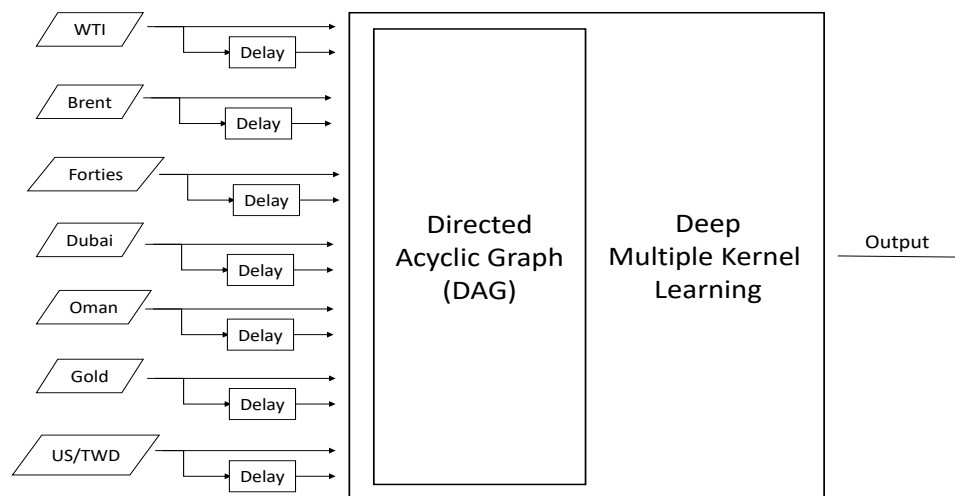 WTI
Delay
Brent
Delay
Forties
Delay
Dubai
Delay
Oman
Delay
Gold
Delay
US/TWD
Delay
Directed
Acyclic Graph
(DAG)
Deep
Multiple Kernel
Learning
Output